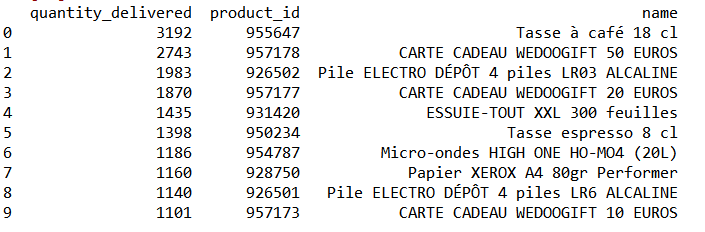 quantity_delivered product_id name
0 3192 955647 Tasse à café 18 cl
1 2743 957178 CARTE CADEAU WEDOOGIFT 50 EUROS
2 1983 926502 Pile ELECTRO DÉPÔT 4 piles LR03 ALCALINE
3 1870 957177 CARTE CADEAU WEDOOGIFT 20 EUROS
4 1435 931420 ESSUIE-TOUT XXL 300 feuilles
5 1398 950234 Tasse espresso 8 cl
6 1186 954787 Micro-ondes HIGH ONE HO-MO4 (20L)
7 1160 928750 Papier XEROX A4 80gr Performer
8 1140 926501 Pile ELECTRO DÉPÔT 4 piles LR6 ALCALINE
9 1101 957173 CARTE CADEAU WEDOOGIFT 10 EUROS